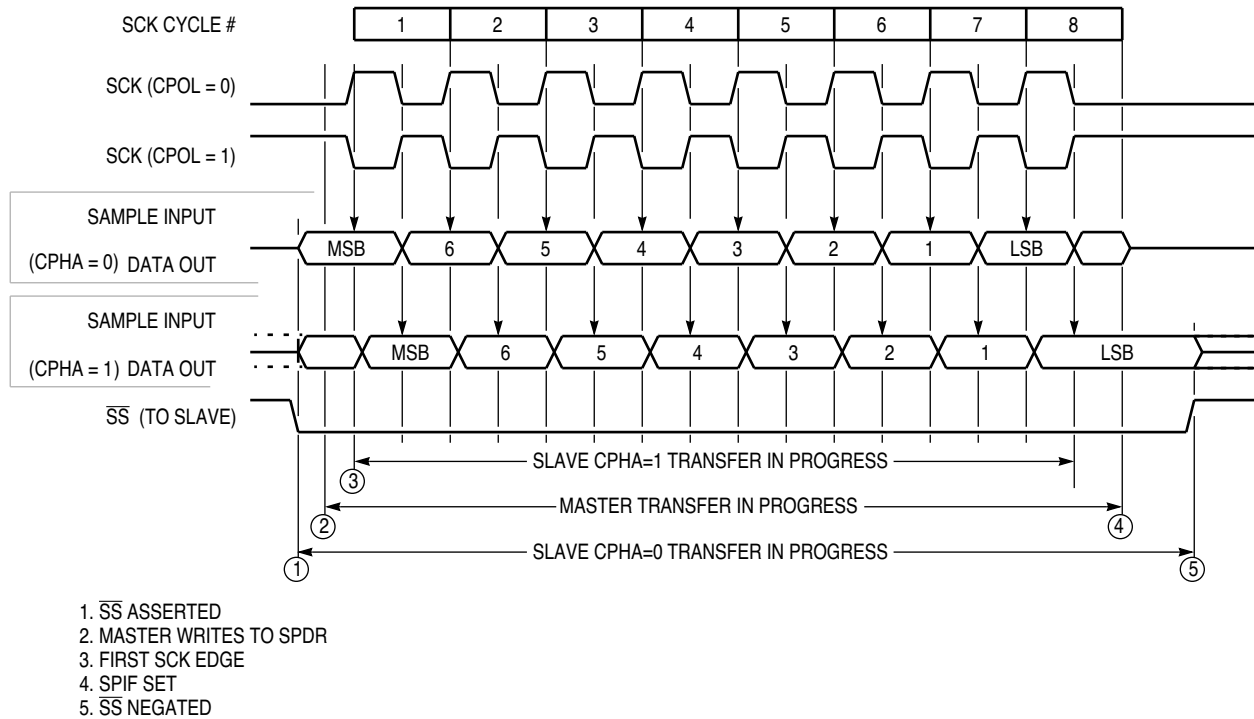 SCK CYCLE # 1 2 3 4 5 6 7 8
SCK (CPOL = 0)
SCK (CPOL = 1)
SAMPLE INPUT
(CPHA = 0) DATA OUT MSB 6 5 4 3 2 1 LSB
SAMPLE INPUT
(CPHA = 1) DATA OUT MSB 6 5 4 3 2 1 LSB
SS (TO SLAVE)
SLAVE CPHA=1 TRANSFER IN PROGRESS
3
MASTER TRANSFER IN PROGRESS
2 4
SLAVE CPHA=0 TRANSFER IN PROGRESS
1 5
1. SS ASSERTED
2. MASTER WRITES TO SPDR
3. FIRST SCK EDGE
4. SPIF SET
5. SS NEGATED